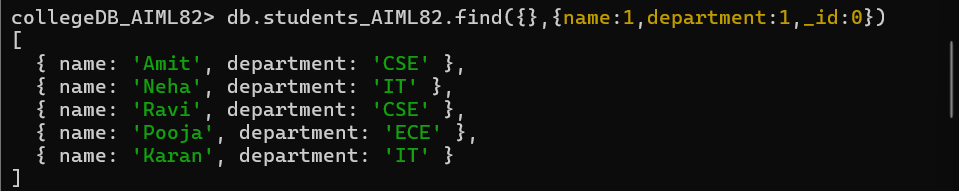 collegeDB_AIML82> db.students_AIML82.find({},{name:1,department:1,_id:0})
[
  { name: 'Amit', department: 'CSE' },
  { name: 'Neha', department: 'IT' },
  { name: 'Ravi', department: 'CSE' },
  { name: 'Pooja', department: 'ECE' },
  { name: 'Karan', department: 'IT' }
]